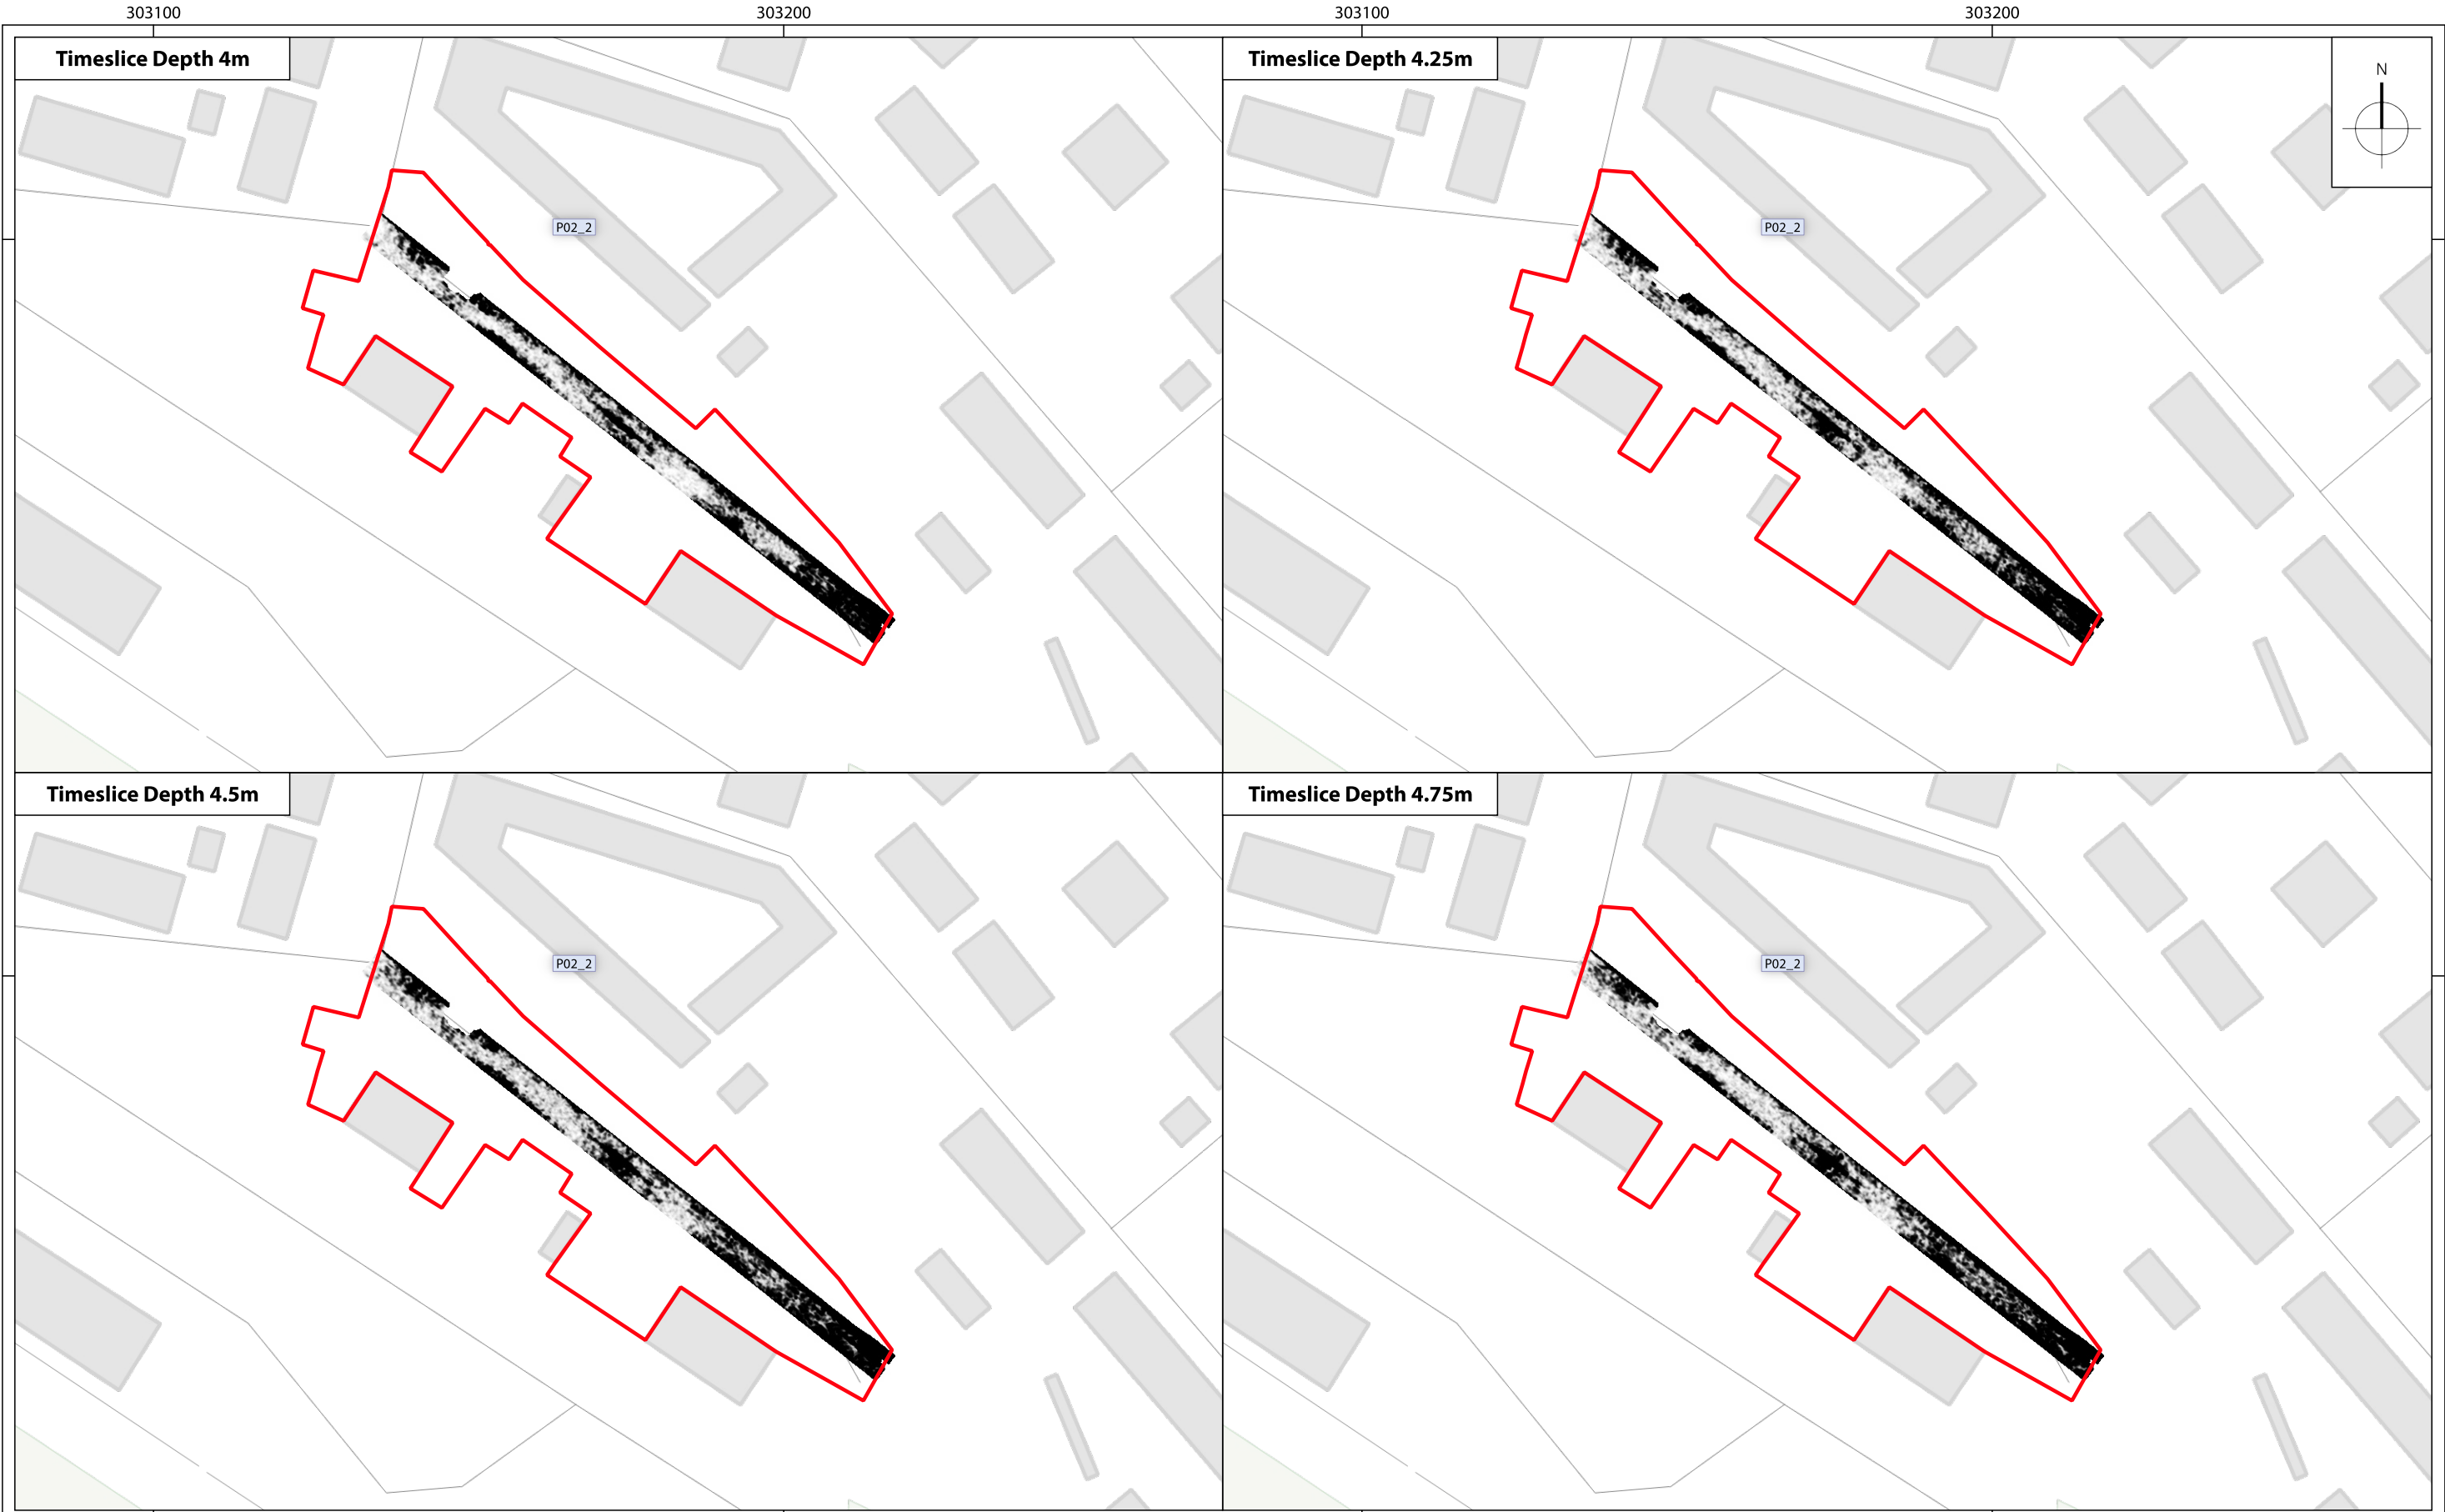 303100
303200
303100
303200
Timeslice Depth 4m
Timeslice Depth 4.25m
N
P02_2
P02_2
Timeslice Depth 4.5m
Timeslice Depth 4.75m
P02_2
P02_2